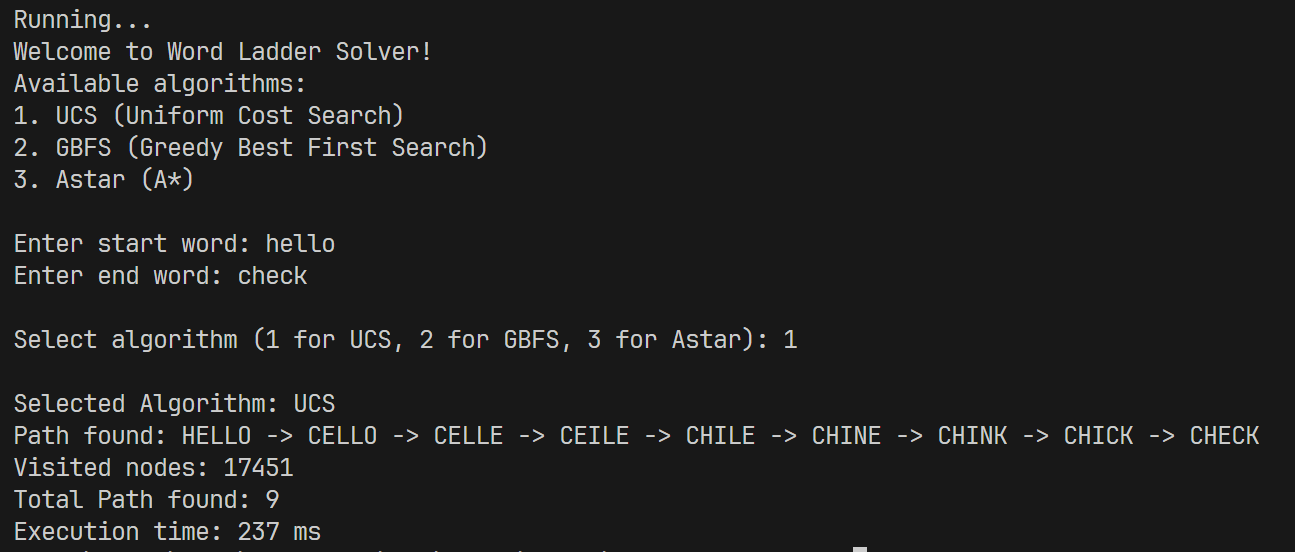 Running...
Welcome to Word Ladder Solver!
Available algorithms:
1. UCS (Uniform Cost Search)
2. GBFS (Greedy Best First Search)
3. Astar (A*)
Enter start word: hello
Enter end word: check
Select algorithm (1 for UCS, 2 for GBFS, 3 for Astar): 1
Selected Algorithm: UCS
Path found: HELLO -> CELLO -> CELLE -> CEILE -> CHILE -> CHINE -> CHINK -> CHICK -> CHECK
Visited nodes: 17451
Total Path found: 9
Execution time: 237 ms